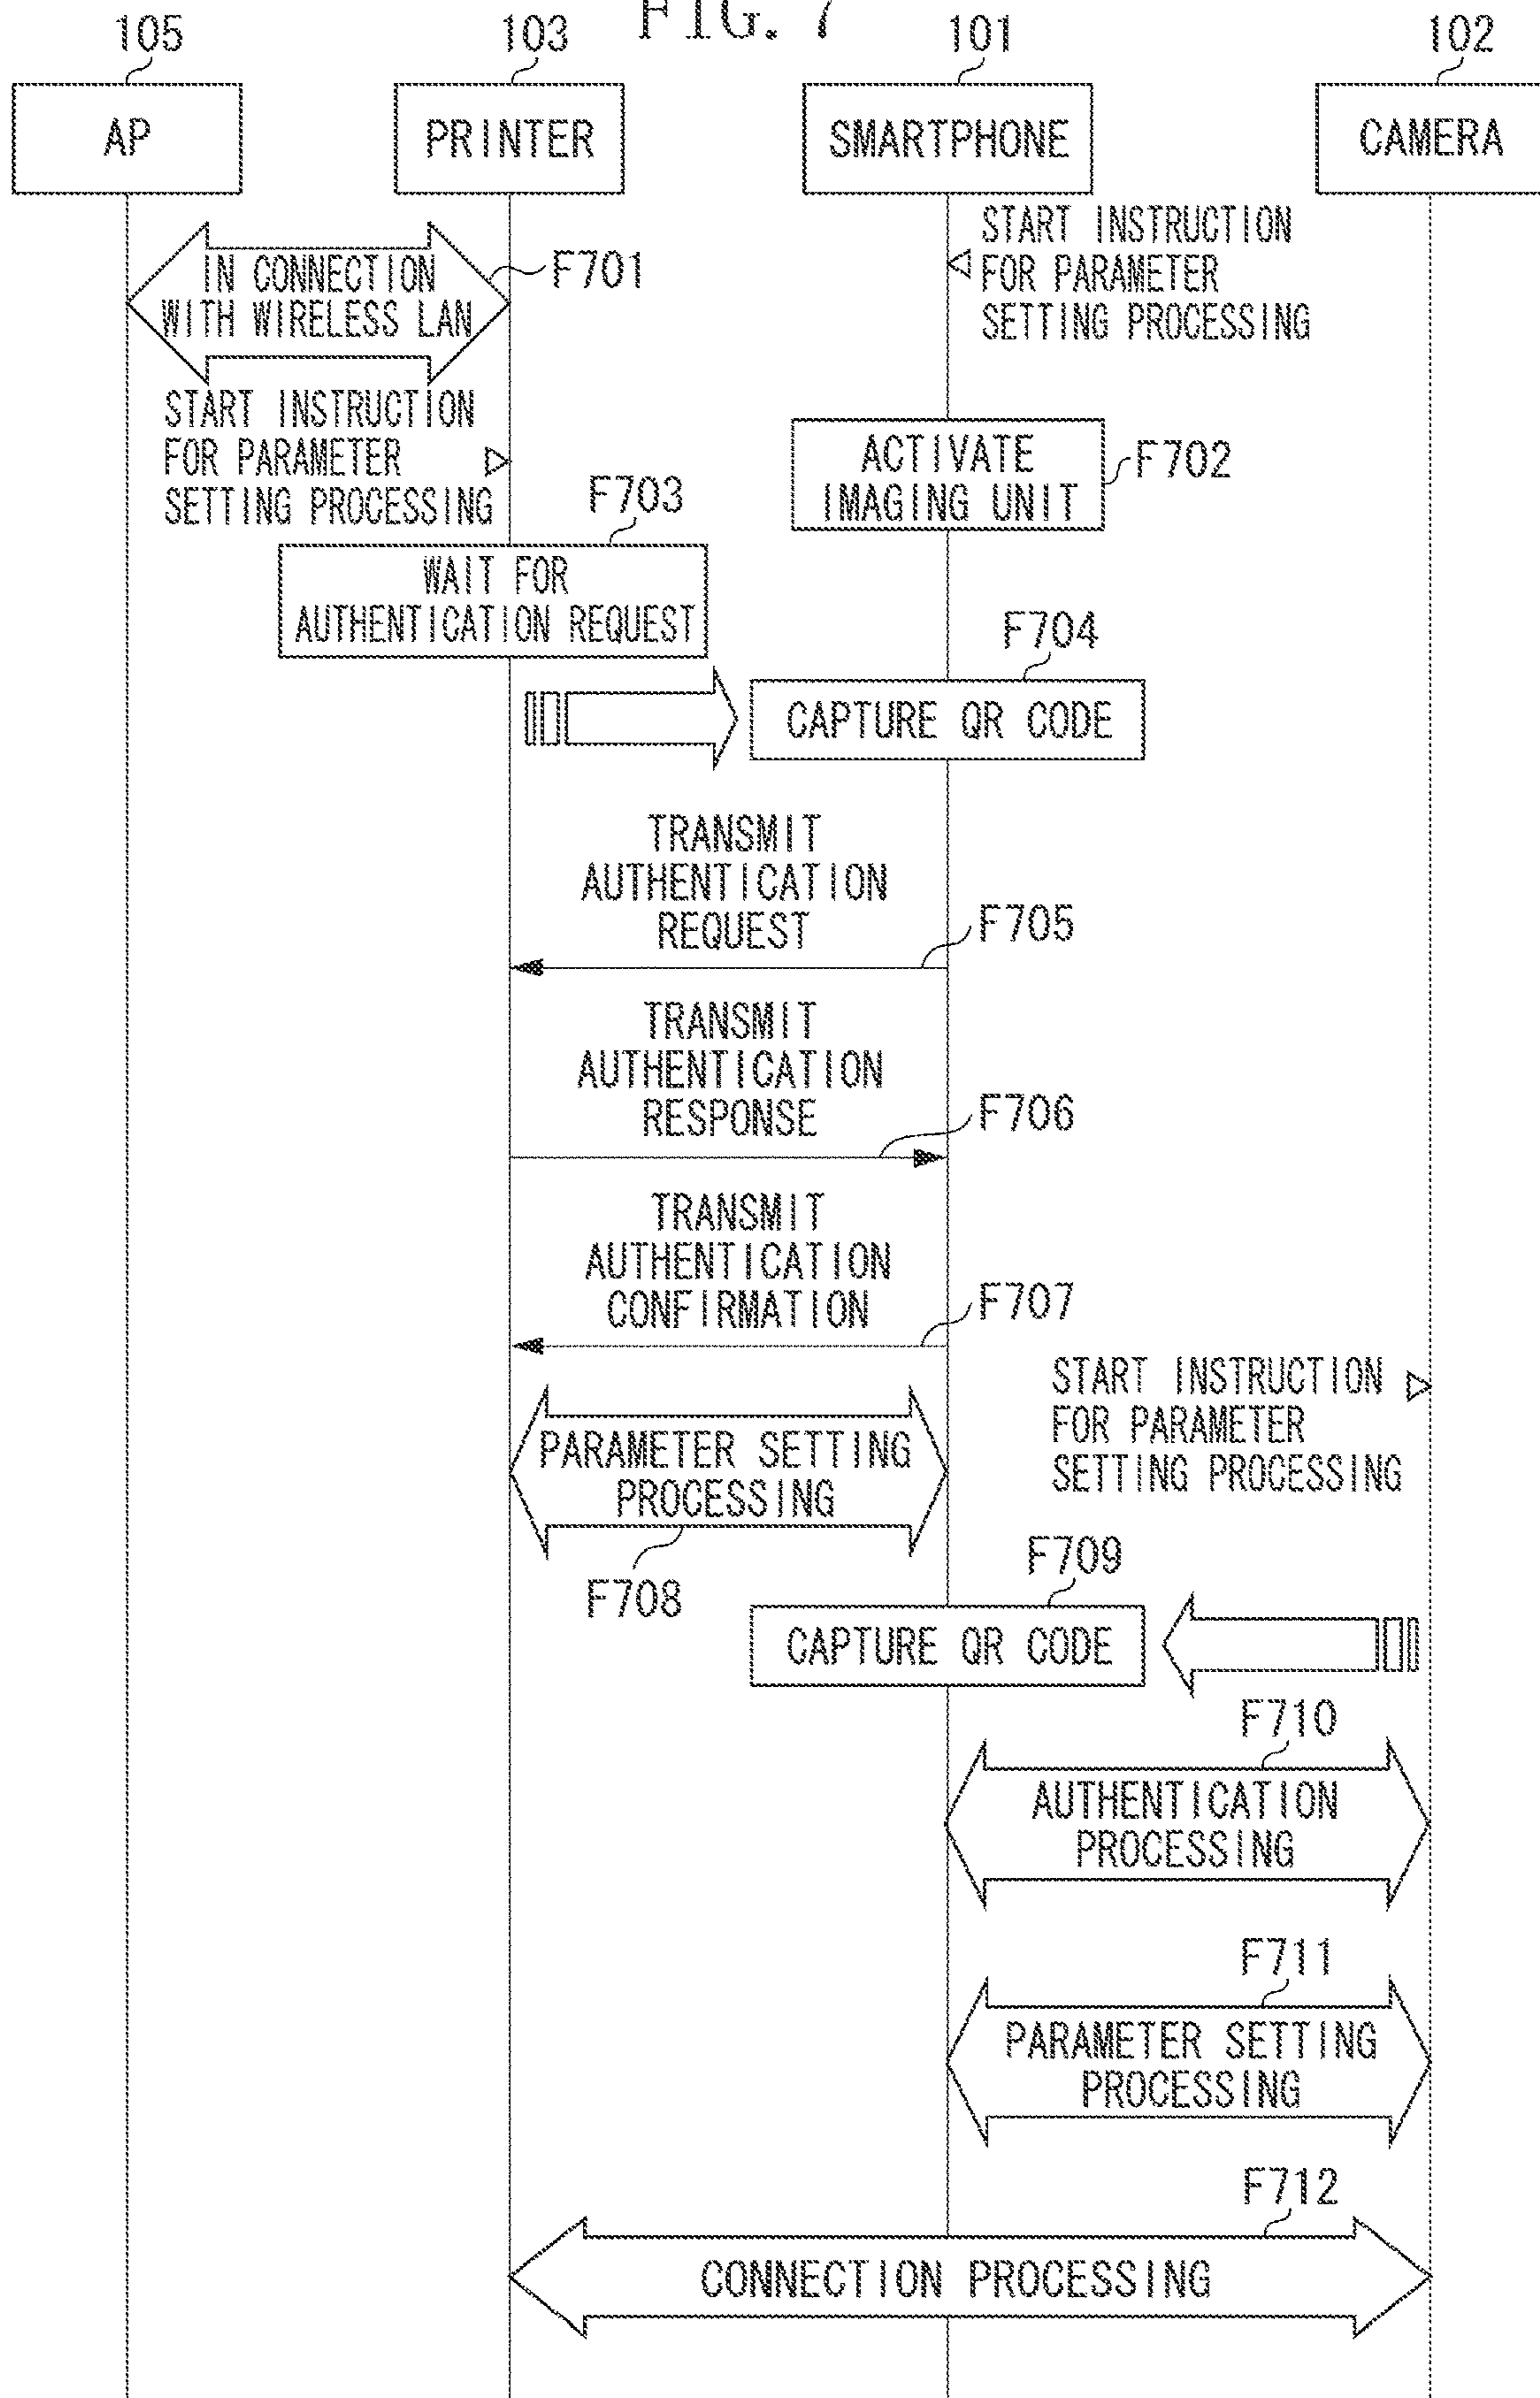 FIG. 7
105
103
101
102
AP
PRINTER
SMARTPHONE
CAMERA
START INSTRUCTION
FOR PARAMETER
SETTING PROCESSING
IN CONNECTION
WITH WIRELESS LAN
F701
START INSTRUCTION
FOR PARAMETER
SETTING PROCESSING
ACTIVATE
IMAGING UNIT
F702
F703
WAIT FOR
AUTHENTICATION REQUEST
F704
CAPTURE QR CODE
TRANSMIT
AUTHENTICATION
REQUEST
F705
TRANSMIT
AUTHENTICATION
RESPONSE
F706
TRANSMIT
AUTHENTICATION
CONFIRMATION
F707
START INSTRUCTION
FOR PARAMETER
SETTING PROCESSING
PARAMETER SETTING
PROCESSING
F708
F709
CAPTURE QR CODE
F710
AUTHENTICATION
PROCESSING
F711
PARAMETER SETTING
PROCESSING
F712
CONNECTION PROCESSING